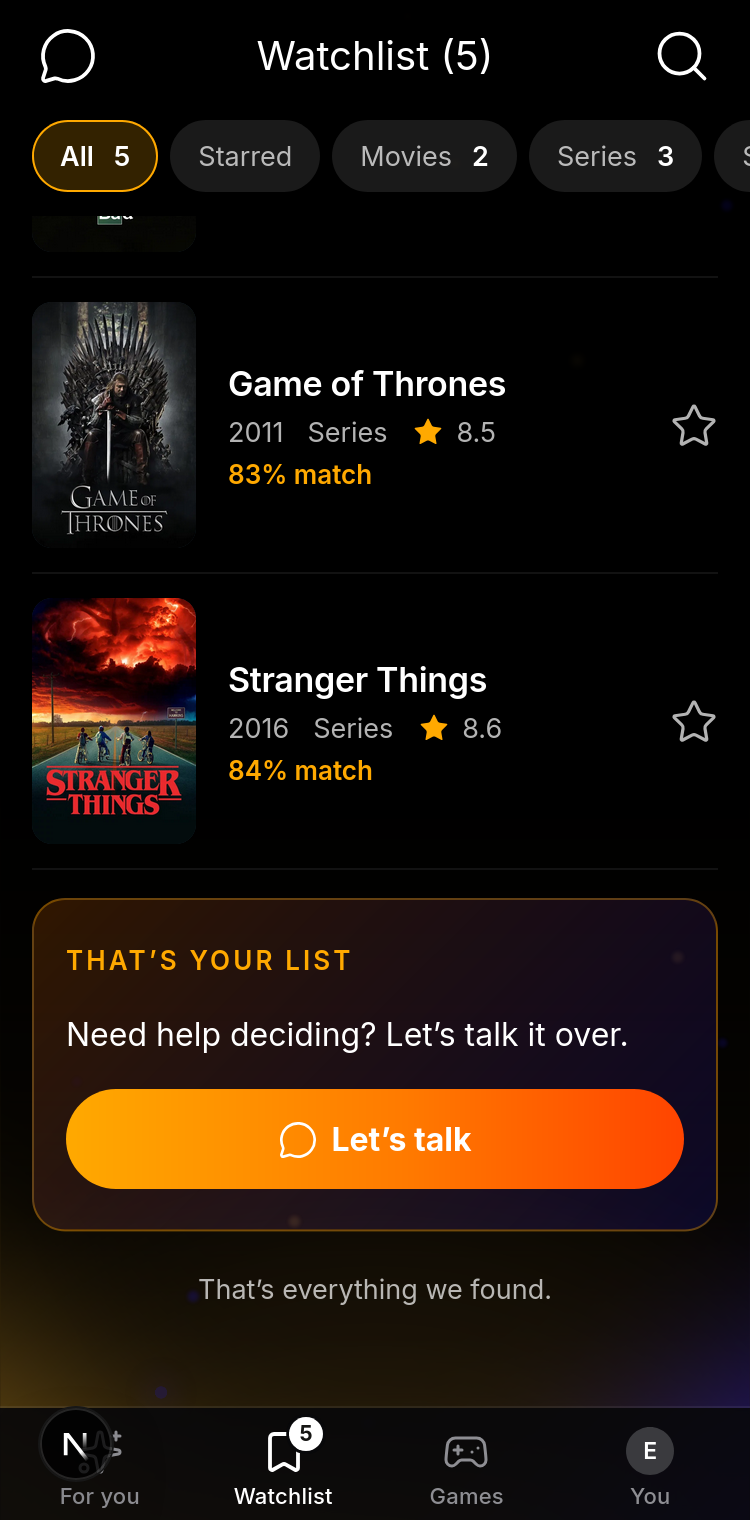 Watchlist (5)
All 5
Starred
Movies 2
Series 3
Bad
Game of Thrones
2011 Series 8.5
83% match
GAME OF
THRONES
Stranger Things
2016 Series 8.6
84% match
STRANGER
THINGS
THAT’S YOUR LIST
Need help deciding? Let’s talk it over.
Let’s talk
That’s everything we found.
N
5
E
For you
Watchlist
Games
You